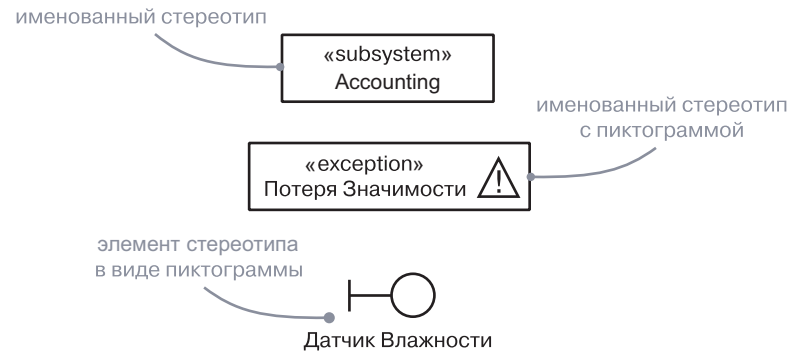 именованный стереотип
«subsystem»
Accounting
именованный стереотип
с пиктограммой
«exception»
Потеря Значимости
!
элемент стереотипа
в виде пиктограммы
Датчик Влажности